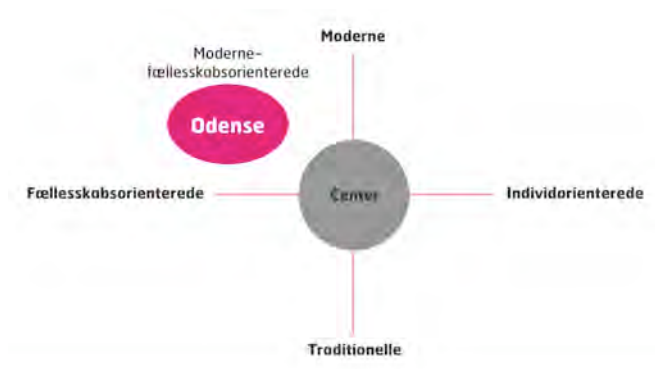 Moderne
Moderne-
fællesskabsorienterede
Odense
Fællesskabsorienterede
Center
Individorienterede
Traditionelle